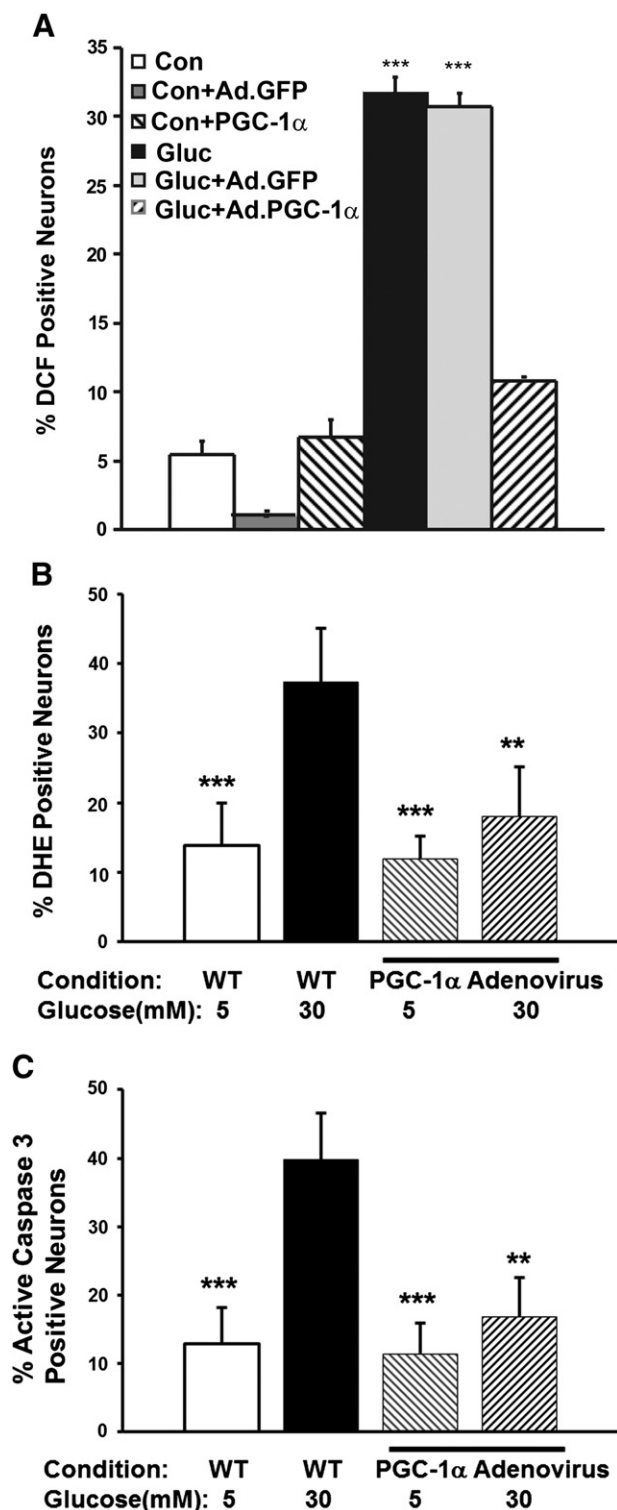 A
35
30
25
20
15
10
5
0
% DCF Positive Neurons
Con
Con+Ad.GFP
Con+PGC-1α
Gluc
Gluc+Ad.GFP
Gluc+Ad.PGC-1α
*** ***
B
50
40
30
20
10
0
% DHE Positive Neurons
*** *** **
Condition: WT WT PGC-1α Adenovirus
Glucose(mM): 5 30 5 30
C
50
40
30
20
10
0
% Active Caspase 3
Positive Neurons
*** *** **
Condition: WT WT PGC-1α Adenovirus
Glucose(mM): 5 30 5 30